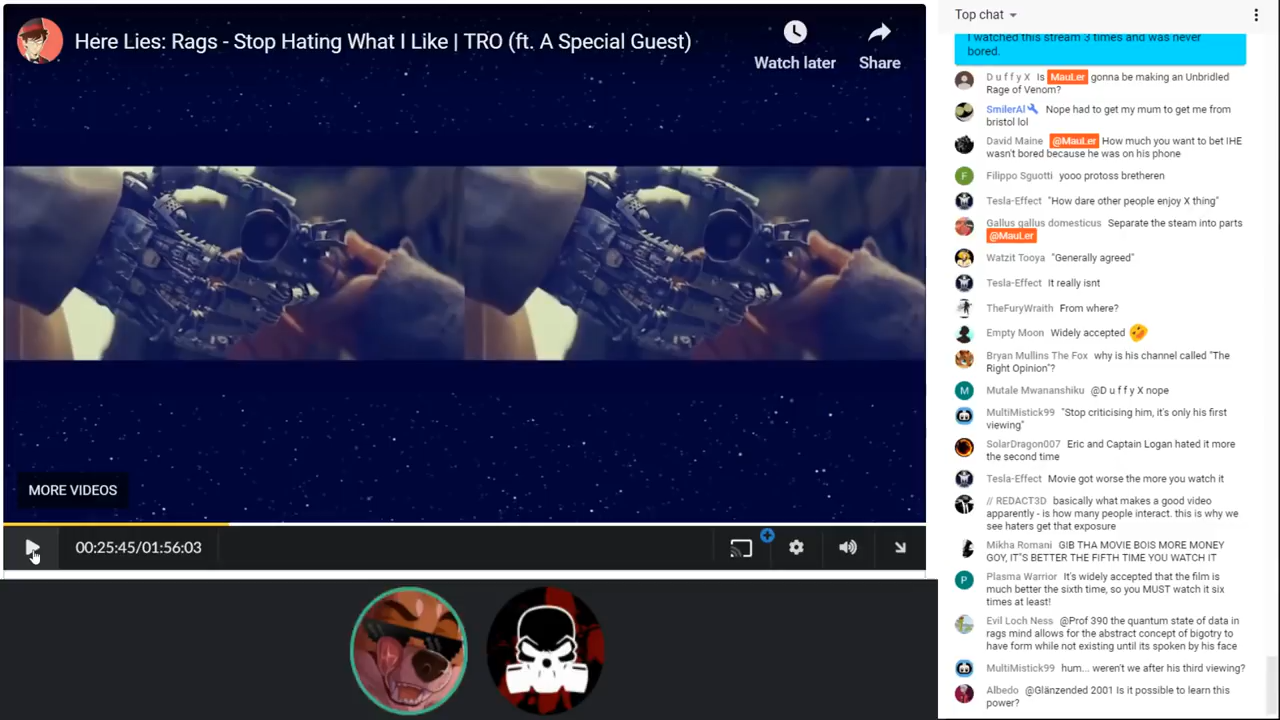 Here Lies: Rags - Stop Hating What I Like | TRO (ft. A Special Guest)
Watch later
Share
MORE VIDEOS
00:25:45/01:56:03
Top chat
I watched this stream 3 times and was never
bored.
D u f f y X Is MauLer gonna be making an Unbridled
Rage of Venom?
SmilerAl Nope had to get my mum to get me from
bristol lol
David Maine @MauLer How much you want to bet IHE
wasn't bored because he was on his phone
F Filippo Sguotti yooo protoss bretheren
Tesla-Effect "How dare other people enjoy X thing"
Gallus gallus domesticus Separate the steam into parts
@MauLer
Watzit Tooya "Generally agreed"
Tesla-Effect It really isnt
TheFuryWraith From where?
Empty Moon Widely accepted
Bryan Mullins The Fox why is his channel called "The
Right Opinion"?
M Mutale Mwananshiku @D u f f y X nope
MultiMistick99 "Stop criticising him, it's only his first
viewing"
SolarDragon007 Eric and Captain Logan hated it more
the second time
Tesla-Effect Movie got worse the more you watch it
// REDACT3D basically what makes a good video
apparently - is how many people interact. this is why we
see haters get that exposure
Mikha Romani GIB THA MOVIE BOIS MORE MONEY
GOY, IT"S BETTER THE FIFTH TIME YOU WATCH IT
P Plasma Warrior It's widely accepted that the film is
much better the sixth time, so you MUST watch it six
times at least!
Evil Loch Ness @Prof 390 the quantum state of data in
rags mind allows for the abstract concept of bigotry to
have form while not existing until its spoken by his face
MultiMistick99 hum... weren't we after his third viewing?
Albedo @Glänzended 2001 Is it possible to learn this
power?